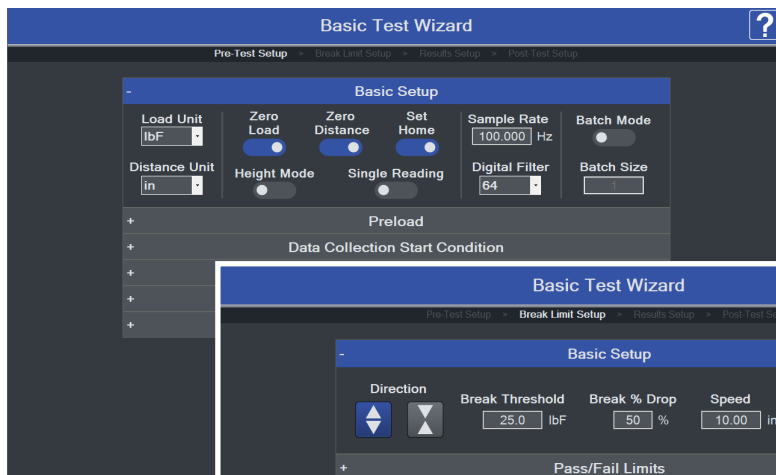 Basic Test Wizard
?
Pre-Test Setup > Break Limit Setup > Results Setup > Post-Test Setup
- Basic Setup
Load Unit
lbF
Zero Load
Zero Distance
Set Home
Sample Rate
100.000 Hz
Batch Mode
Distance Unit
in
Height Mode
Single Reading
Digital Filter
64
Batch Size
1
+ Preload
+ Data Collection Start Condition
+
+
+
Basic Test Wizard
Pre-Test Setup > Break Limit Setup > Results Setup > Post-Test Se
- Basic Setup
Direction
Break Threshold
25.0 lbF
Break % Drop
50 %
Speed
10.00 in
+ Pass/Fail Limits